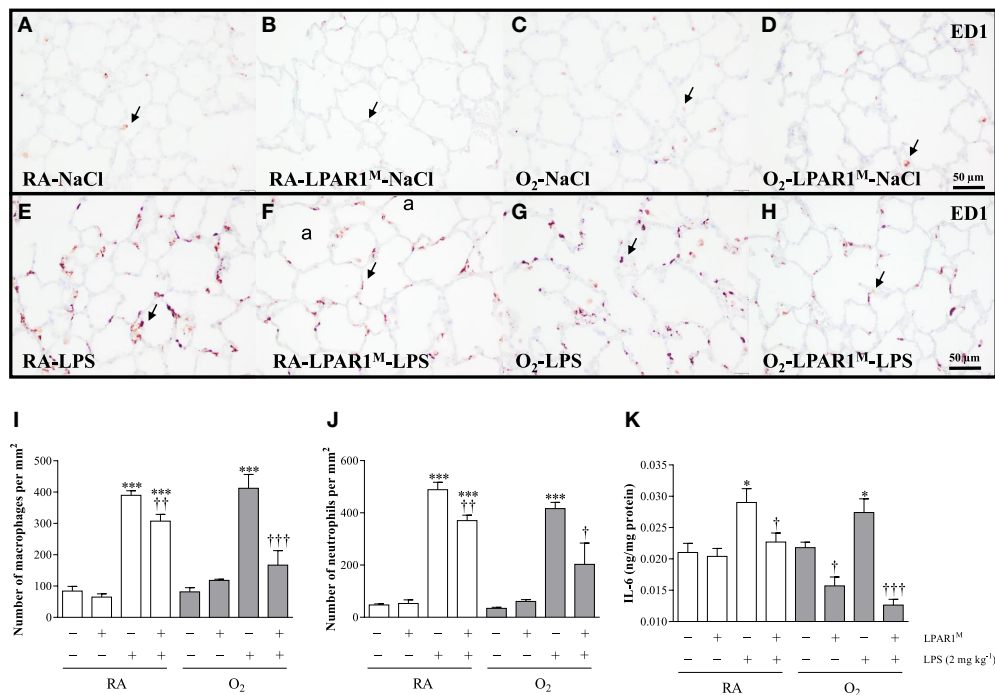 A B C D ED1
RA-NaCl RA-LPAR1ᴹ-NaCl O₂-NaCl O₂-LPAR1ᴹ-NaCl
50 µm
E F a a G H ED1
RA-LPS RA-LPAR1ᴹ-LPS O₂-LPS O₂-LPAR1ᴹ-LPS
50 µm
I J K
Number of macrophages per mm²
500
400
300
200
100
0
*** *** †† *** †††
− + − + − + − +
− − + + − − + +
RA O₂
Number of neutrophils per mm²
600
400
200
0
*** *** †† *** †
− + − + − + − +
− − + + − − + +
RA O₂
IL-6 (ng/mg protein)
0.035
0.030
0.025
0.020
0.015
0.010
* † † * †††
− + − + − + − + LPAR1ᴹ
− − + + − − + + LPS (2 mg kg⁻¹)
RA O₂